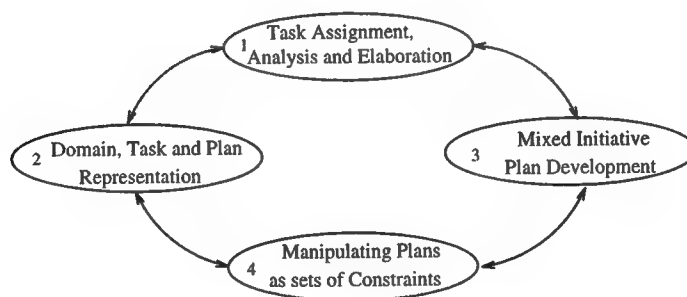 1 Task Assignment,
Analysis and Elaboration
2 Domain, Task and Plan
Representation
3 Mixed Initiative
Plan Development
4 Manipulating Plans
as sets of Constraints